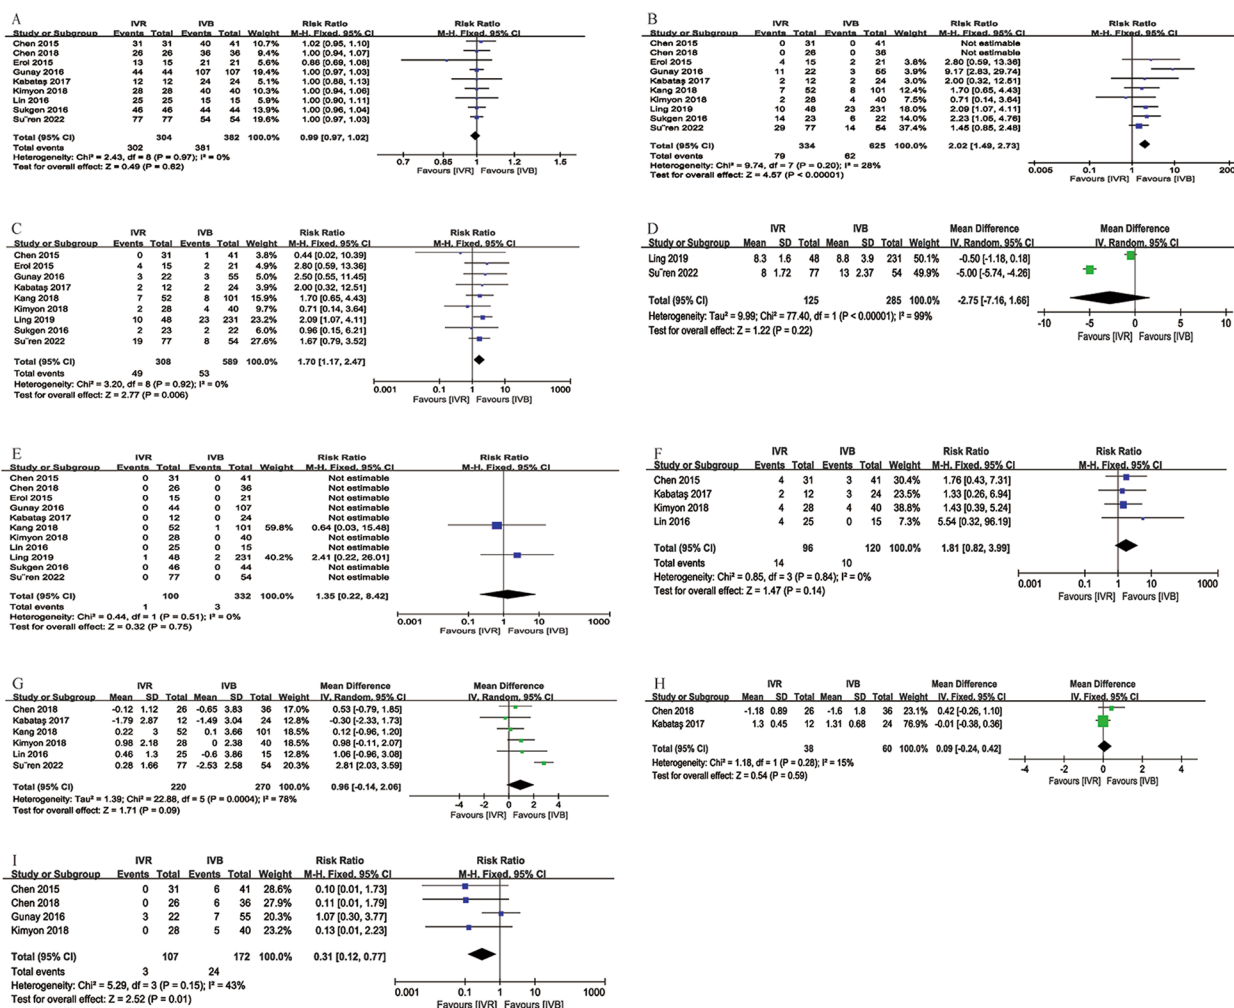 A
IVR IVB Risk Ratio Risk Ratio
Study or Subgroup Events Total Events Total Weight M-H. Fixed. 95% CI M-H. Fixed. 95% CI
Chen 2015 31 31 40 41 10.7% 1.02 [0.95, 1.10]
Chen 2018 26 26 36 36 9.4% 1.00 [0.94, 1.07]
Erol 2015 13 15 21 21 5.6% 0.86 [0.69, 1.08]
Gunay 2016 44 44 107 107 19.4% 1.00 [0.97, 1.03]
Kabataş 2017 12 12 24 24 5.2% 1.00 [0.88, 1.13]
Kimyon 2018 28 28 40 40 10.6% 1.00 [0.94, 1.06]
Lin 2016 25 25 15 15 5.9% 1.00 [0.90, 1.11]
Sukgen 2016 46 46 44 44 13.9% 1.00 [0.96, 1.04]
Su¨ren 2022 77 77 54 54 19.6% 1.00 [0.97, 1.03]
Total (95% CI) 304 382 100.0% 0.99 [0.97, 1.02]
Total events 302 381
Heterogeneity: Chi² = 2.43, df = 8 (P = 0.97); I² = 0%
Test for overall effect: Z = 0.49 (P = 0.62)
0.7 1 1.2 1.5
Favours [IVR] Favours [IVB]
B
IVR IVB Risk Ratio Risk Ratio
Study or Subgroup Events Total Events Total Weight M-H. Fixed. 95% CI M-H. Fixed. 95% CI
Chen 2015 0 31 0 41 Not estimable
Chen 2018 0 26 0 36 Not estimable
Erol 2015 4 15 2 21 3.8% 2.80 [0.59, 13.36]
Gunay 2016 11 22 3 55 3.9% 9.17 [2.83, 29.74]
Kabataş 2017 2 12 2 24 3.0% 2.00 [0.32, 12.51]
Kang 2018 7 52 8 101 12.4% 1.70 [0.65, 4.43]
Kimyon 2018 2 28 4 40 7.5% 0.71 [0.14, 3.64]
Ling 2019 10 48 23 231 18.0% 2.09 [1.07, 4.11]
Sukgen 2016 14 23 6 22 14.0% 2.23 [1.05, 4.76]
Su¨ren 2022 29 77 14 54 37.4% 1.45 [0.85, 2.48]
Total (95% CI) 334 625 100.0% 2.02 [1.49, 2.73]
Total events 79 62
Heterogeneity: Chi² = 9.74, df = 7 (P = 0.20); I² = 28%
Test for overall effect: Z = 4.57 (P < 0.00001)
0.005 0.1 1 10 200
Favours [IVR] Favours [IVB]
C
IVR IVB Risk Ratio Risk Ratio
Study or Subgroup Events Total Events Total Weight M-H. Fixed. 95% CI M-H. Fixed. 95% CI
Chen 2015 0 31 1 41 3.8% 0.44 [0.02, 10.39]
Erol 2015 4 15 2 21 4.9% 2.80 [0.59, 13.36]
Gunay 2016 3 22 3 55 5.0% 2.50 [0.55, 11.45]
Kabataş 2017 2 12 2 24 3.9% 2.00 [0.32, 12.51]
Kang 2018 7 52 8 101 15.9% 1.70 [0.65, 4.43]
Kimyon 2018 2 28 4 40 9.6% 0.71 [0.14, 3.64]
Ling 2019 10 48 23 231 23.2% 2.09 [1.07, 4.11]
Sukgen 2016 2 23 2 22 6.0% 0.96 [0.15, 6.21]
Su¨ren 2022 19 77 8 54 27.6% 1.67 [0.79, 3.52]
Total (95% CI) 308 589 100.0% 1.70 [1.17, 2.47]
Total events 49 53
Heterogeneity: Chi² = 3.20, df = 8 (P = 0.92); I² = 0%
Test for overall effect: Z = 2.77 (P = 0.006)
0.001 0.1 1 10 1000
Favours [IVR] Favours [IVB]
D
IVR IVB Mean Difference Mean Difference
Study or Subgroup Mean SD Total Mean SD Total Weight IV. Random. 95% CI IV. Random. 95% CI
Ling 2019 8.3 1.6 48 8.8 3.9 231 50.1% -0.50 [-1.18, 0.18]
Su¨ren 2022 8 1.72 77 13 2.37 54 49.9% -5.00 [-5.74, -4.26]
Total (95% CI) 125 285 100.0% -2.75 [-7.16, 1.66]
Heterogeneity: Tau² = 9.99; Chi² = 77.40, df = 1 (P < 0.00001); I² = 99%
Test for overall effect: Z = 1.22 (P = 0.22)
-10 -5 0 5 10
Favours [IVR] Favours [IVB]
E
IVR IVB Risk Ratio Risk Ratio
Study or Subgroup Events Total Events Total Weight M-H. Fixed. 95% CI M-H. Fixed. 95% CI
Chen 2015 0 31 0 41 Not estimable
Chen 2018 0 26 0 36 Not estimable
Erol 2015 0 15 0 21 Not estimable
Gunay 2016 0 44 0 107 Not estimable
Kabataş 2017 0 12 0 24 Not estimable
Kang 2018 0 52 1 101 59.8% 0.64 [0.03, 15.48]
Kimyon 2018 0 28 0 40 Not estimable
Lin 2016 0 25 0 15 Not estimable
Ling 2019 1 48 2 231 40.2% 2.41 [0.22, 26.01]
Sukgen 2016 0 46 0 44 Not estimable
Su¨ren 2022 0 77 0 54 Not estimable
Total (95% CI) 100 332 100.0% 1.35 [0.22, 8.42]
Total events 1 3
Heterogeneity: Chi² = 0.44, df = 1 (P = 0.51); I² = 0%
Test for overall effect: Z = 0.32 (P = 0.75)
0.001 0.1 1 10 1000
Favours [IVR] Favours [IVB]
F
IVR IVB Risk Ratio Risk Ratio
Study or Subgroup Events Total Events Total Weight M-H. Fixed. 95% CI M-H. Fixed. 95% CI
Chen 2015 4 31 3 41 30.4% 1.76 [0.43, 7.31]
Kabataş 2017 2 12 3 24 23.5% 1.33 [0.26, 6.94]
Kimyon 2018 4 28 4 40 38.8% 1.43 [0.39, 5.24]
Lin 2016 4 25 0 15 7.3% 5.54 [0.32, 96.19]
Total (95% CI) 96 120 100.0% 1.81 [0.82, 3.99]
Total events 14 10
Heterogeneity: Chi² = 0.85, df = 3 (P = 0.84); I² = 0%
Test for overall effect: Z = 1.47 (P = 0.14)
0.001 0.1 1 10 1000
Favours [IVR] Favours [IVB]
G
IVR IVB Mean Difference Mean Difference
Study or Subgroup Mean SD Total Mean SD Total Weight IV. Random. 95% CI IV. Random. 95% CI
Chen 2018 -0.12 1.12 26 -0.65 3.83 36 17.0% 0.53 [-0.79, 1.85]
Kabataş 2017 -1.79 2.87 12 -1.49 3.04 24 12.8% -0.30 [-2.33, 1.73]
Kang 2018 0.22 3 52 0.1 3.66 101 18.2% 0.12 [-0.96, 1.20]
Kimyon 2018 0.98 2.18 28 0 2.38 40 18.2% 0.98 [-0.11, 2.07]
Lin 2016 0.46 1.3 25 -0.6 3.86 15 13.0% 1.06 [-0.96, 3.08]
Su¨ren 2022 0.28 1.66 77 -2.53 2.58 54 20.3% 2.81 [2.03, 3.59]
Total (95% CI) 220 270 100.0% 0.96 [-0.14, 2.06]
Heterogeneity: Tau² = 1.39; Chi² = 22.88, df = 5 (P = 0.0004); I² = 78%
Test for overall effect: Z = 1.71 (P = 0.09)
-4 -2 0 2 4
Favours [IVR] Favours [IVB]
H
IVR IVB Mean Difference Mean Difference
Study or Subgroup Mean SD Total Mean SD Total Weight IV. Fixed. 95% CI IV. Fixed. 95% CI
Chen 2018 -1.18 0.89 26 -1.6 1.8 36 23.1% 0.42 [-0.26, 1.10]
Kabataş 2017 1.3 0.45 12 1.31 0.68 24 76.9% -0.01 [-0.38, 0.36]
Total (95% CI) 38 60 100.0% 0.09 [-0.24, 0.42]
Heterogeneity: Chi² = 1.18, df = 1 (P = 0.28); I² = 15%
Test for overall effect: Z = 0.54 (P = 0.59)
-4 -2 0 2 4
Favours [IVR] Favours [IVB]
I
IVR IVB Risk Ratio Risk Ratio
Study or Subgroup Events Total Events Total Weight M-H. Fixed. 95% CI M-H. Fixed. 95% CI
Chen 2015 0 31 6 41 28.6% 0.10 [0.01, 1.73]
Chen 2018 0 26 6 36 27.9% 0.11 [0.01, 1.79]
Gunay 2016 3 22 7 55 20.3% 1.07 [0.30, 3.77]
Kimyon 2018 0 28 5 40 23.2% 0.13 [0.01, 2.23]
Total (95% CI) 107 172 100.0% 0.31 [0.12, 0.77]
Total events 3 24
Heterogeneity: Chi² = 5.29, df = 3 (P = 0.15); I² = 43%
Test for overall effect: Z = 2.52 (P = 0.01)
0.001 0.1 1 10 1000
Favours [IVR] Favours [IVB]